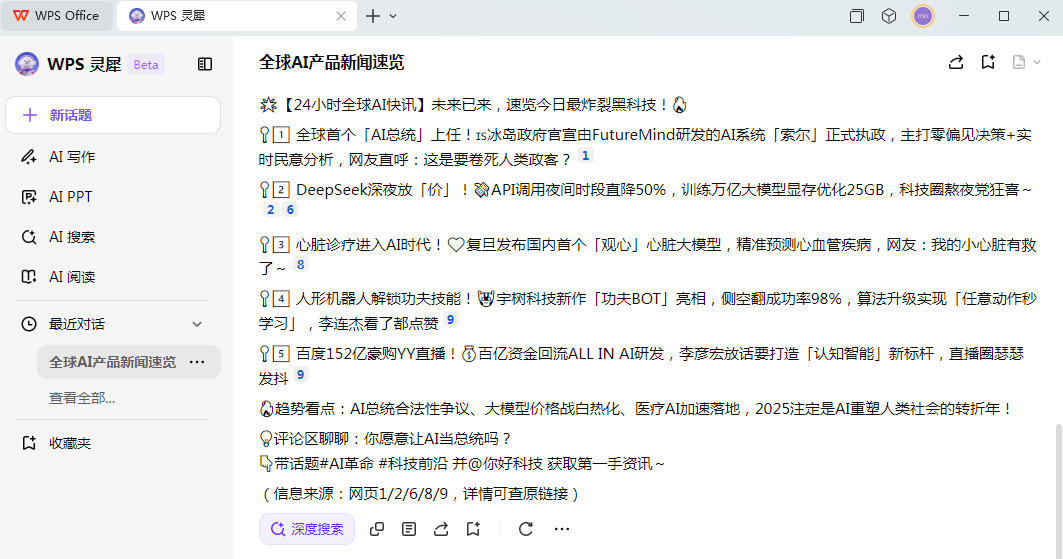 WPS Office
WPS 灵犀
mo
WPS 灵犀 Beta
新话题
AI 写作
AI PPT
AI 搜索
AI 阅读
最近对话
全球AI产品新闻速览
查看全部...
收藏夹
全球AI产品新闻速览
【24小时全球AI快讯】未来已来，速览今日最炸裂黑科技！
1 全球首个「AI总统」上任！IS冰岛政府官宣由FutureMind研发的AI系统「索尔」正式执政，主打零偏见决策+实
时民意分析，网友直呼：这是要卷死人类政客？ 1
2 DeepSeek深夜放「价」！API调用夜间时段直降50%，训练万亿大模型显存优化25GB，科技圈熬夜党狂喜～
2 6
3 心脏诊疗进入AI时代！复旦发布国内首个「观心」心脏大模型，精准预测心血管疾病，网友：我的小心脏有救
了～ 8
4 人形机器人解锁功夫技能！宇树科技新作「功夫BOT」亮相，侧空翻成功率98%，算法升级实现「任意动作秒
学习」，李连杰看了都点赞 9
5 百度152亿豪购YY直播！百亿资金回流ALL IN AI研发，李彦宏放话要打造「认知智能」新标杆，直播圈瑟瑟
发抖 9
趋势看点：AI总统合法性争议、大模型价格战白热化、医疗AI加速落地，2025注定是AI重塑人类社会的转折年！
评论区聊聊：你愿意让AI当总统吗？
带话题#AI革命 #科技前沿 并@你好科技 获取第一手资讯～
（信息来源：网页1/2/6/8/9，详情可查原链接）
深度搜索